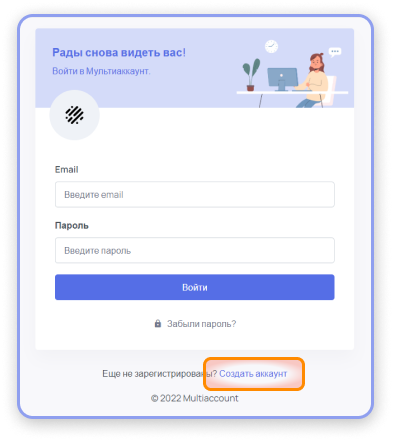 Рады снова видеть вас!
Войти в Мультиаккаунт.
Email
Введите email
Пароль
Введите пароль
Войти
Забыли пароль?
Еще не зарегистрированы? Создать аккаунт
© 2022 Multiaccount